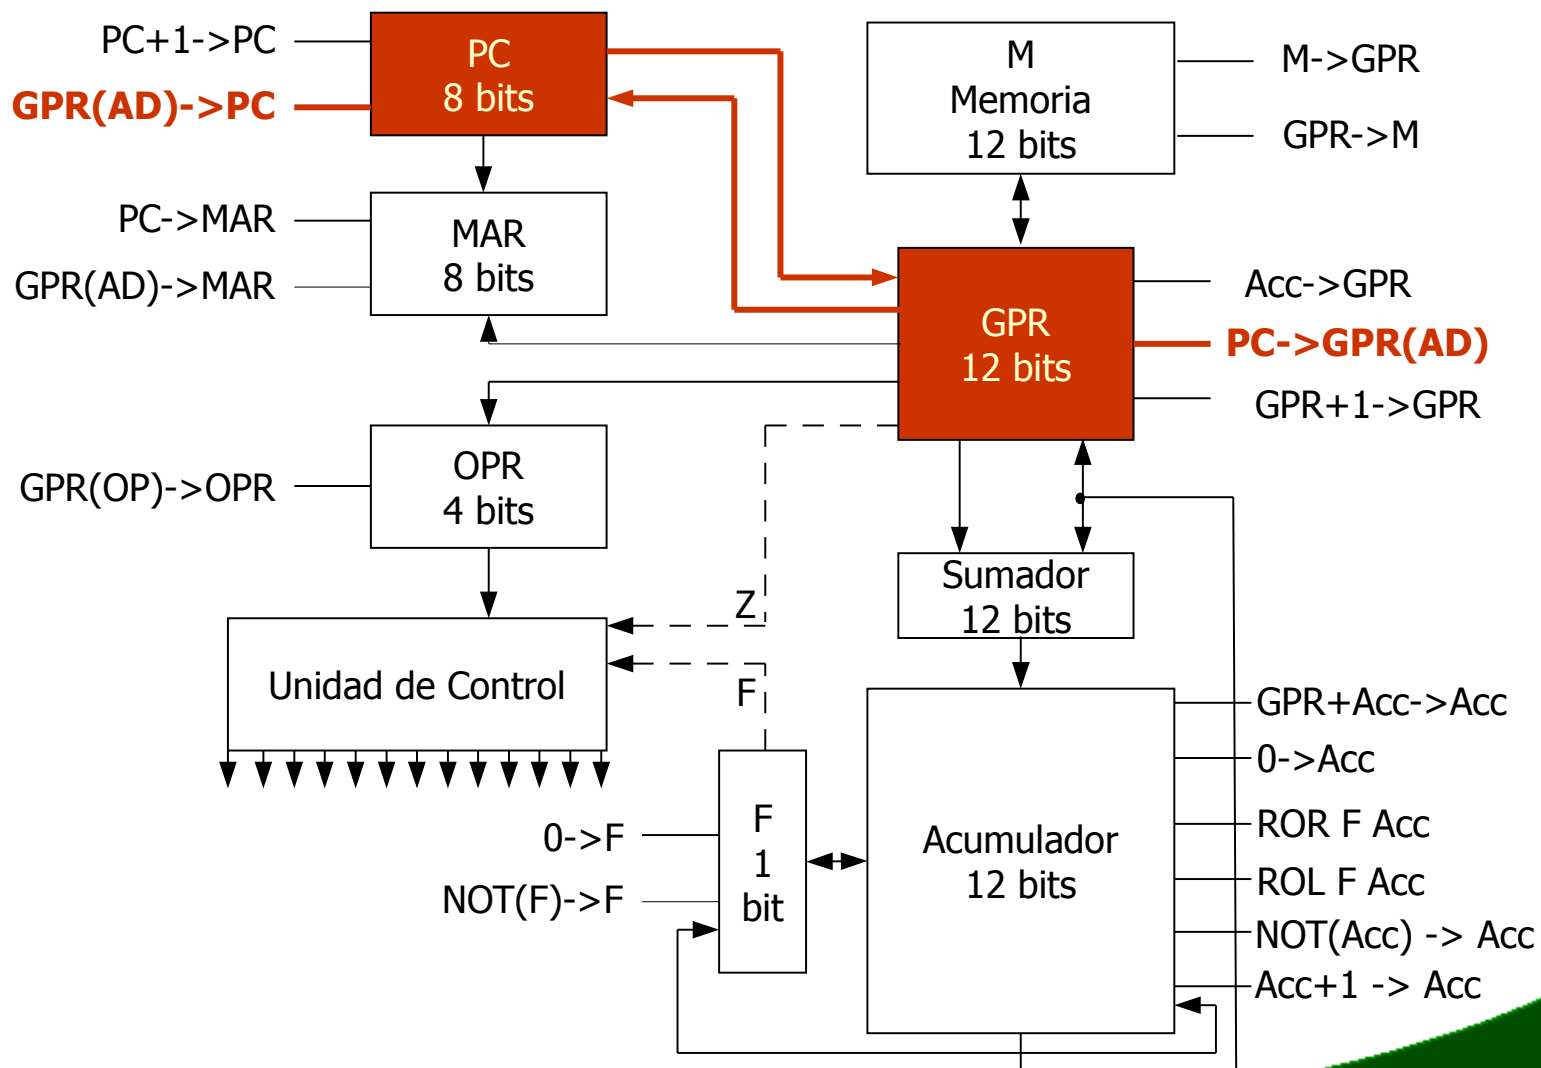 PC+1->PC
GPR(AD)->PC
PC
8 bits
M
Memoria
12 bits
M->GPR
GPR->M
PC->MAR
GPR(AD)->MAR
MAR
8 bits
GPR
12 bits
Acc->GPR
PC->GPR(AD)
GPR+1->GPR
GPR(OP)->OPR
OPR
4 bits
Sumador
12 bits
Z
F
Unidad de Control
0->F
NOT(F)->F
F
1
bit
Acumulador
12 bits
GPR+Acc->Acc
0->Acc
ROR F Acc
ROL F Acc
NOT(Acc) -> Acc
Acc+1 -> Acc